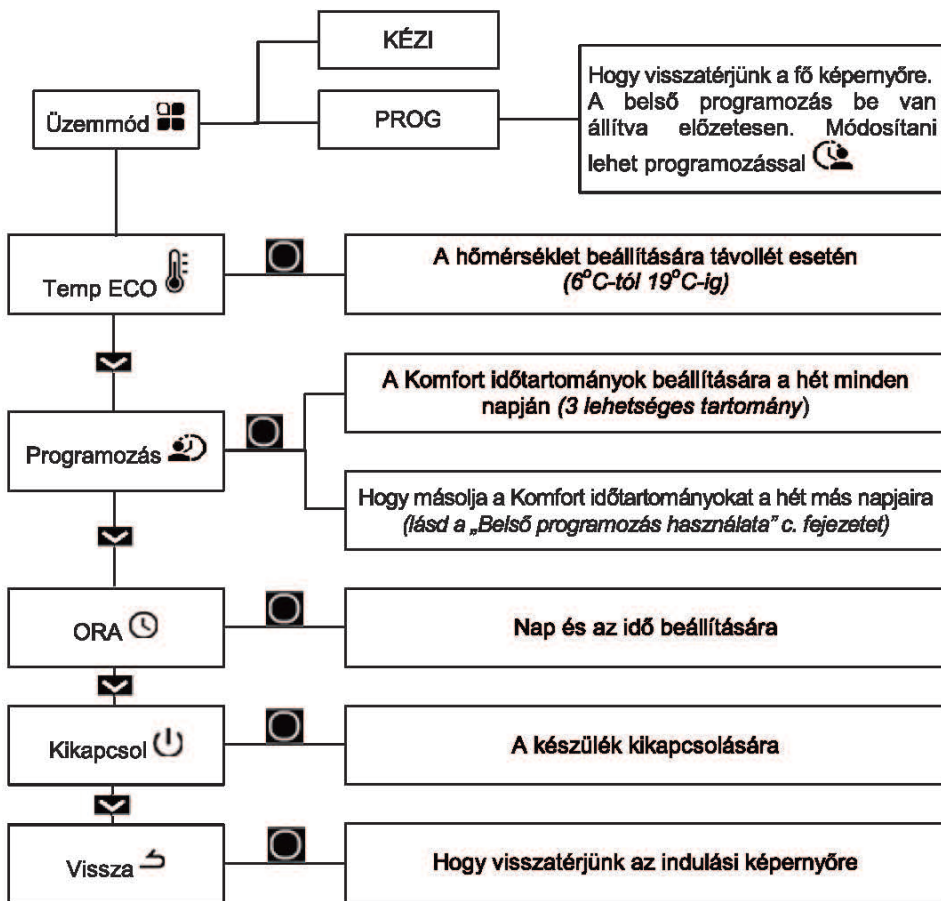 KÉZI
Üzemmód
PROG
Hogy visszatérjünk a fő képernyőre.
A belső programozás be van
állítva előzetesen. Módosítani
lehet programozással
Temp ECO
A hőmérséklet beállítására távollét esetén
(6°C-tól 19°C-ig)
Programozás
A Komfort időtartományok beállítására a hét minden
napján (3 lehetséges tartomány)
Hogy másolja a Komfort időtartományokat a hét más napjaira
(lásd a „Belső programozás használata” c. fejezetet)
ORA
Nap és az idő beállítására
Kikapcsol
A készülék kikapcsolására
Vissza
Hogy visszatérjünk az indulási képernyőre